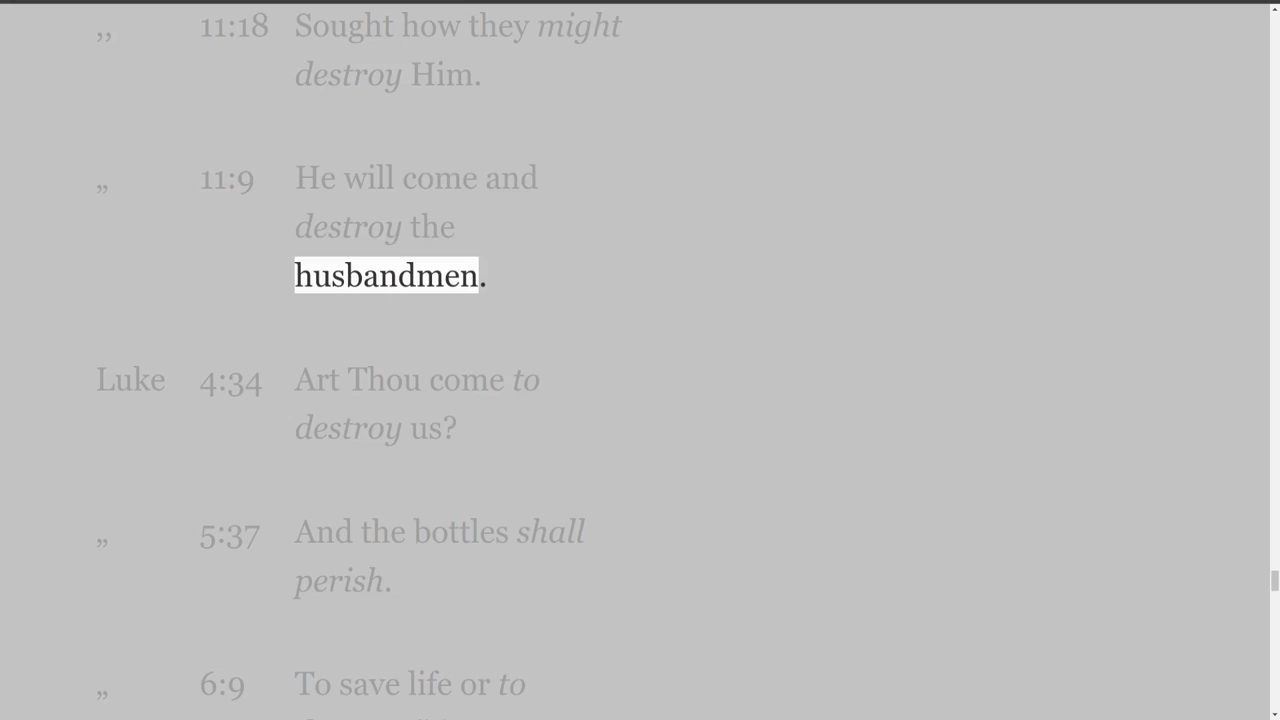 ,, 11:18 Sought how they might
destroy Him.
„ 11:9 He will come and
destroy the
husbandmen.
Luke 4:34 Art Thou come to
destroy us?
„ 5:37 And the bottles shall
perish.
„ 6:9 To save life or to